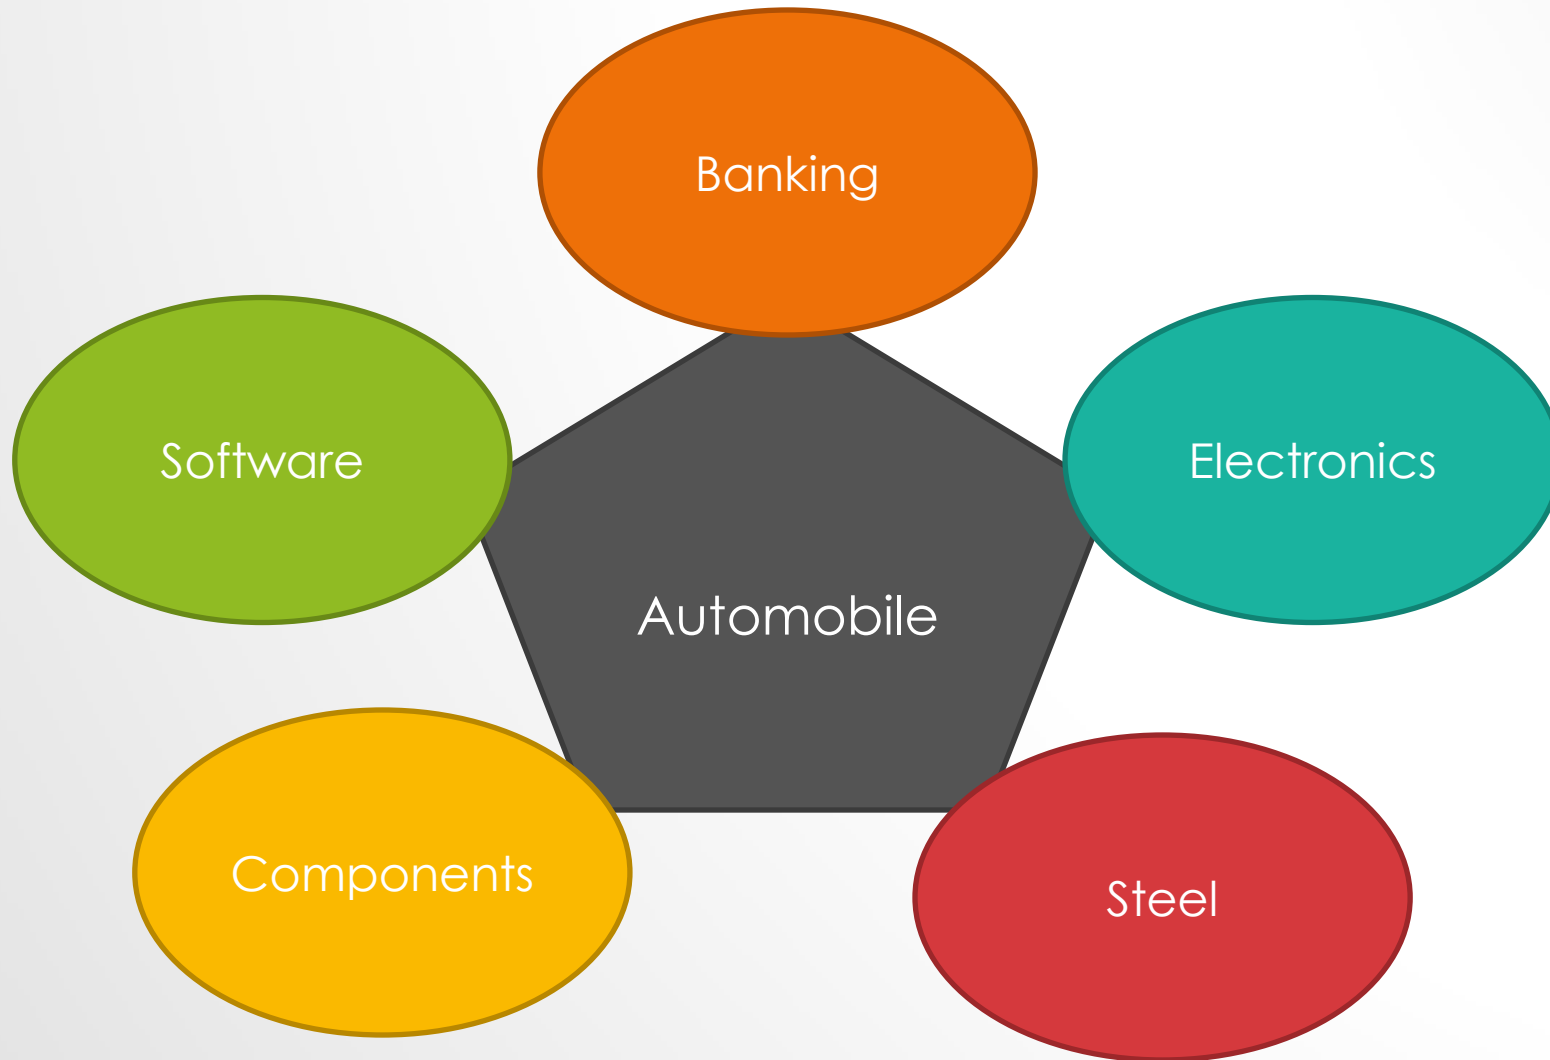 Banking
Software
Electronics
Automobile
Components
Steel